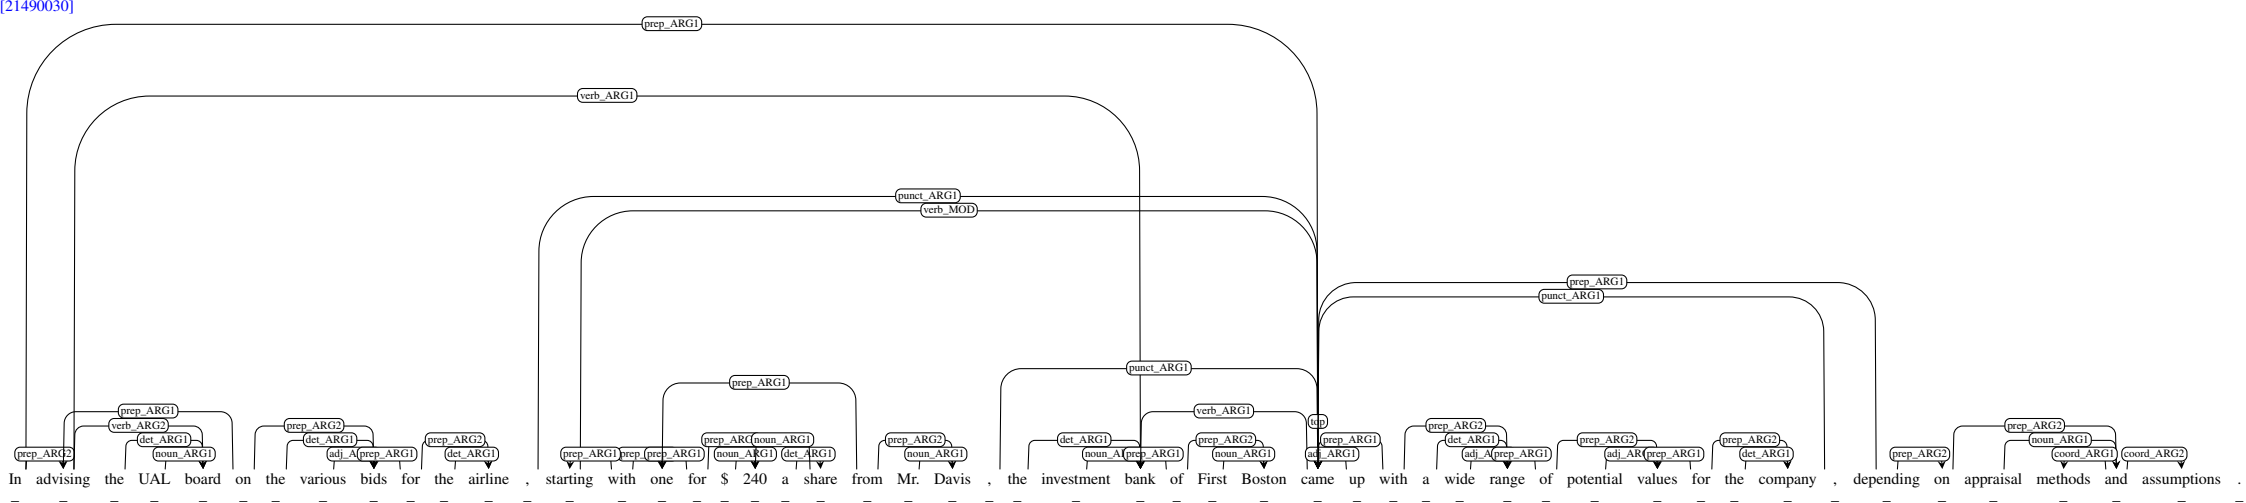 [21490030]
prep_ARG1
verb_ARG1
punct_ARG1
verb_MOD
prep_ARG1
punct_ARG1
punct_ARG1
prep_ARG1
prep_ARG1 verb_ARG1 top
verb_ARG2 prep_ARG2 prep_ARG2 prep_ARG2
det_ARG1 det_ARG1 prep_ARG2 noun_ARG1 prep_ARG2 det_ARG1 prep_ARG2 prep_ARG1 det_ARG1 prep_ARG2 prep_ARG2 noun_ARG1
prep_ARG2 noun_ARG1 prep_ARG1 det_ARG1 prep_ARG1 prep_ARG1 noun_ARG1 det_ARG1 noun_ARG1 prep_ARG1 noun_ARG1 adj_ARG1 prep_ARG1 prep_ARG1 det_ARG1 prep_ARG2 coord_ARG1 coord_ARG2
In advising the UAL board on the various bids for the airline , starting with one for $ 240 a share from Mr. Davis , the investment bank of First Boston came up with a wide range of potential values for the company , depending on appraisal methods and assumptions .